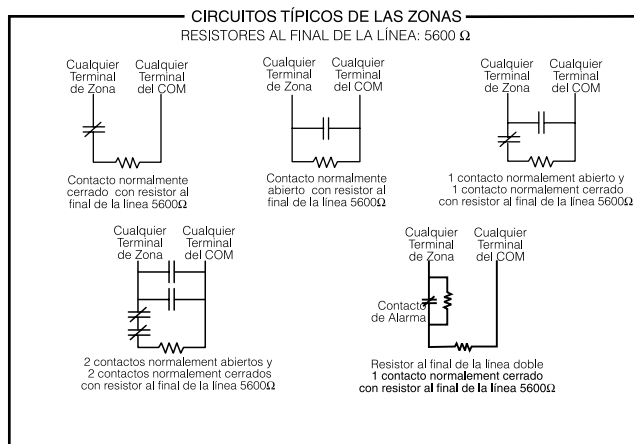 CIRCUITOS TÍPICOS DE LAS ZONAS
RESISTORES AL FINAL DE LA LÍNEA: 5600 Ω
Cualquier
Terminal
de Zona
Cualquier
Terminal
del COM
Contacto normalmente
cerrado con resistor al
final de la línea 5600Ω
Cualquier
Terminal
de Zona
Cualquier
Terminal
del COM
Contacto normalmente
abierto con resistor al
final de la línea 5600Ω
Cualquier
Terminal
de Zona
Cualquier
Terminal
del COM
1 contacto normalement abierto y
1 contacto normalement cerrado
con resistor al final de la línea 5600Ω
Cualquier
Terminal
de Zona
Cualquier
Terminal
del COM
2 contactos normalement abiertos y
2 contactos normalement cerrados
con resistor al final de la línea 5600Ω
Cualquier
Terminal
de Zona
Cualquier
Terminal
del COM
Contacto
de Alarma
Resistor al final de la línea doble
1 contacto normalement cerrado
con resistor al final de la línea 5600Ω